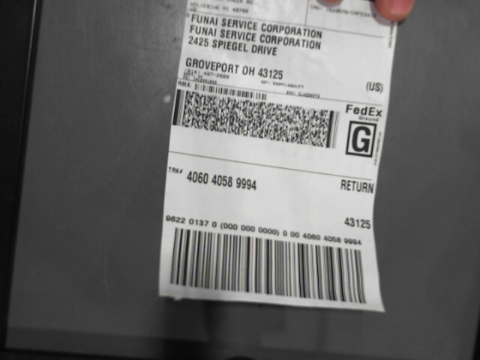 FUNAI SERVICE CORPORATION
FUNAI SERVICE CORPORATION
2425 SPIEGEL DRIVE
GROVEPORT OH 43125
(US)
FedEx
Ground
G
TRK# 4060 4058 9994
RETURN
43125
9622 0137 0 (000 000 0000) 0 00 4060 4058 9994